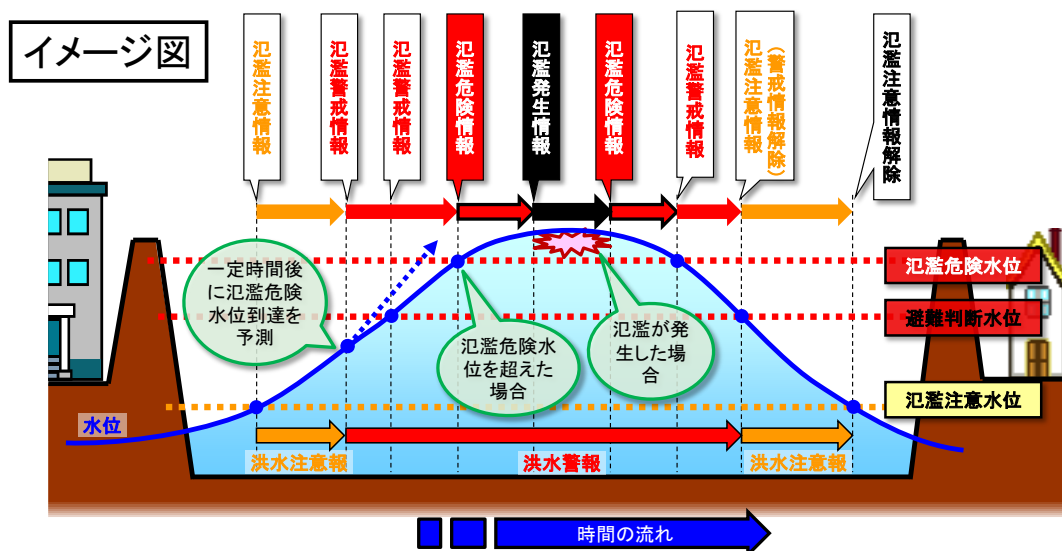 イメージ図
氾濫注意情報
氾濫警戒情報
氾濫警戒情報
氾濫危険情報
氾濫発生情報
氾濫危険情報
氾濫警戒情報
(警戒情報解除)
氾濫注意情報
氾濫注意情報解除
一定時間後
に氾濫危険
水位到達を
予測
氾濫危険水
位を超えた
場合
氾濫が発
生した場
合
氾濫危険水位
避難判断水位
氾濫注意水位
水位
洪水注意報
洪水警報
洪水注意報
時間の流れ